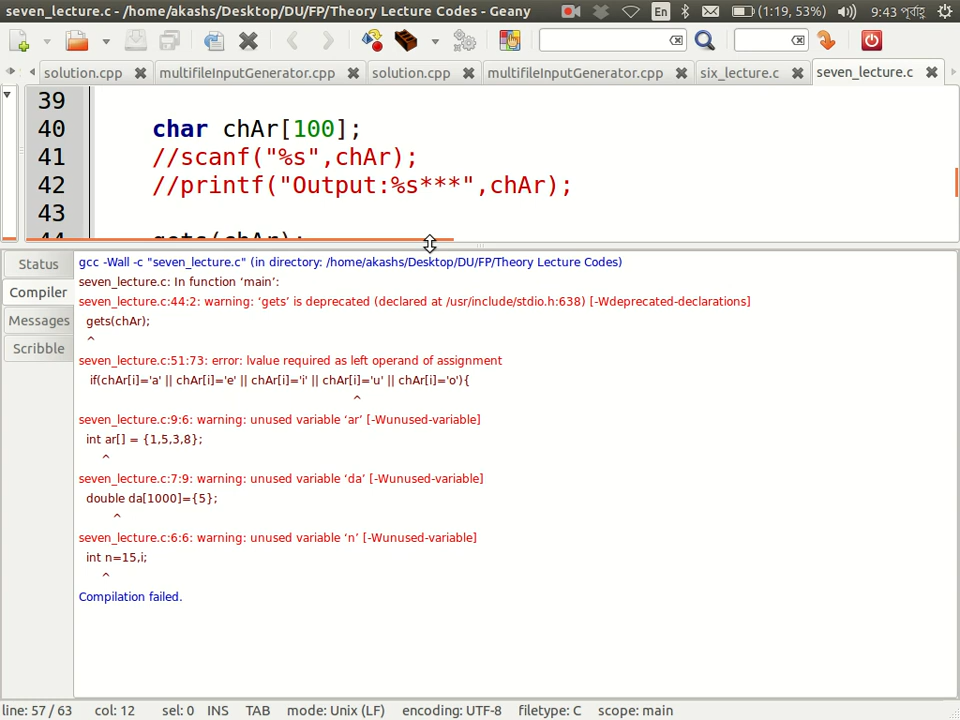 seven_lecture.c - /home/akashs/Desktop/DU/FP/Theory Lecture Codes - Geany
En (1:19, 53%) 9:43 পূর্বাহ্ণ
solution.cpp multifileInputGenerator.cpp solution.cpp multifileInputGenerator.cpp six_lecture.c seven_lecture.c
39
40 char chAr[100];
41 //scanf("%s",chAr);
42 //printf("Output:%s***",chAr);
43
44 gets(chAr);
Status
Compiler
Messages
Scribble
gcc -Wall -c "seven_lecture.c" (in directory: /home/akashs/Desktop/DU/FP/Theory Lecture Codes)
seven_lecture.c: In function ‘main’:
seven_lecture.c:44:2: warning: ‘gets’ is deprecated (declared at /usr/include/stdio.h:638) [-Wdeprecated-declarations]
gets(chAr);
^
seven_lecture.c:51:73: error: lvalue required as left operand of assignment
if(chAr[i]='a' || chAr[i]='e' || chAr[i]='i' || chAr[i]='u' || chAr[i]='o'){
^
seven_lecture.c:9:6: warning: unused variable ‘ar’ [-Wunused-variable]
int ar[] = {1,5,3,8};
^
seven_lecture.c:7:9: warning: unused variable ‘da’ [-Wunused-variable]
double da[1000]={5};
^
seven_lecture.c:6:6: warning: unused variable ‘n’ [-Wunused-variable]
int n=15,i;
^
Compilation failed.
line: 57 / 63 col: 12 sel: 0 INS TAB mode: Unix (LF) encoding: UTF-8 filetype: C scope: main